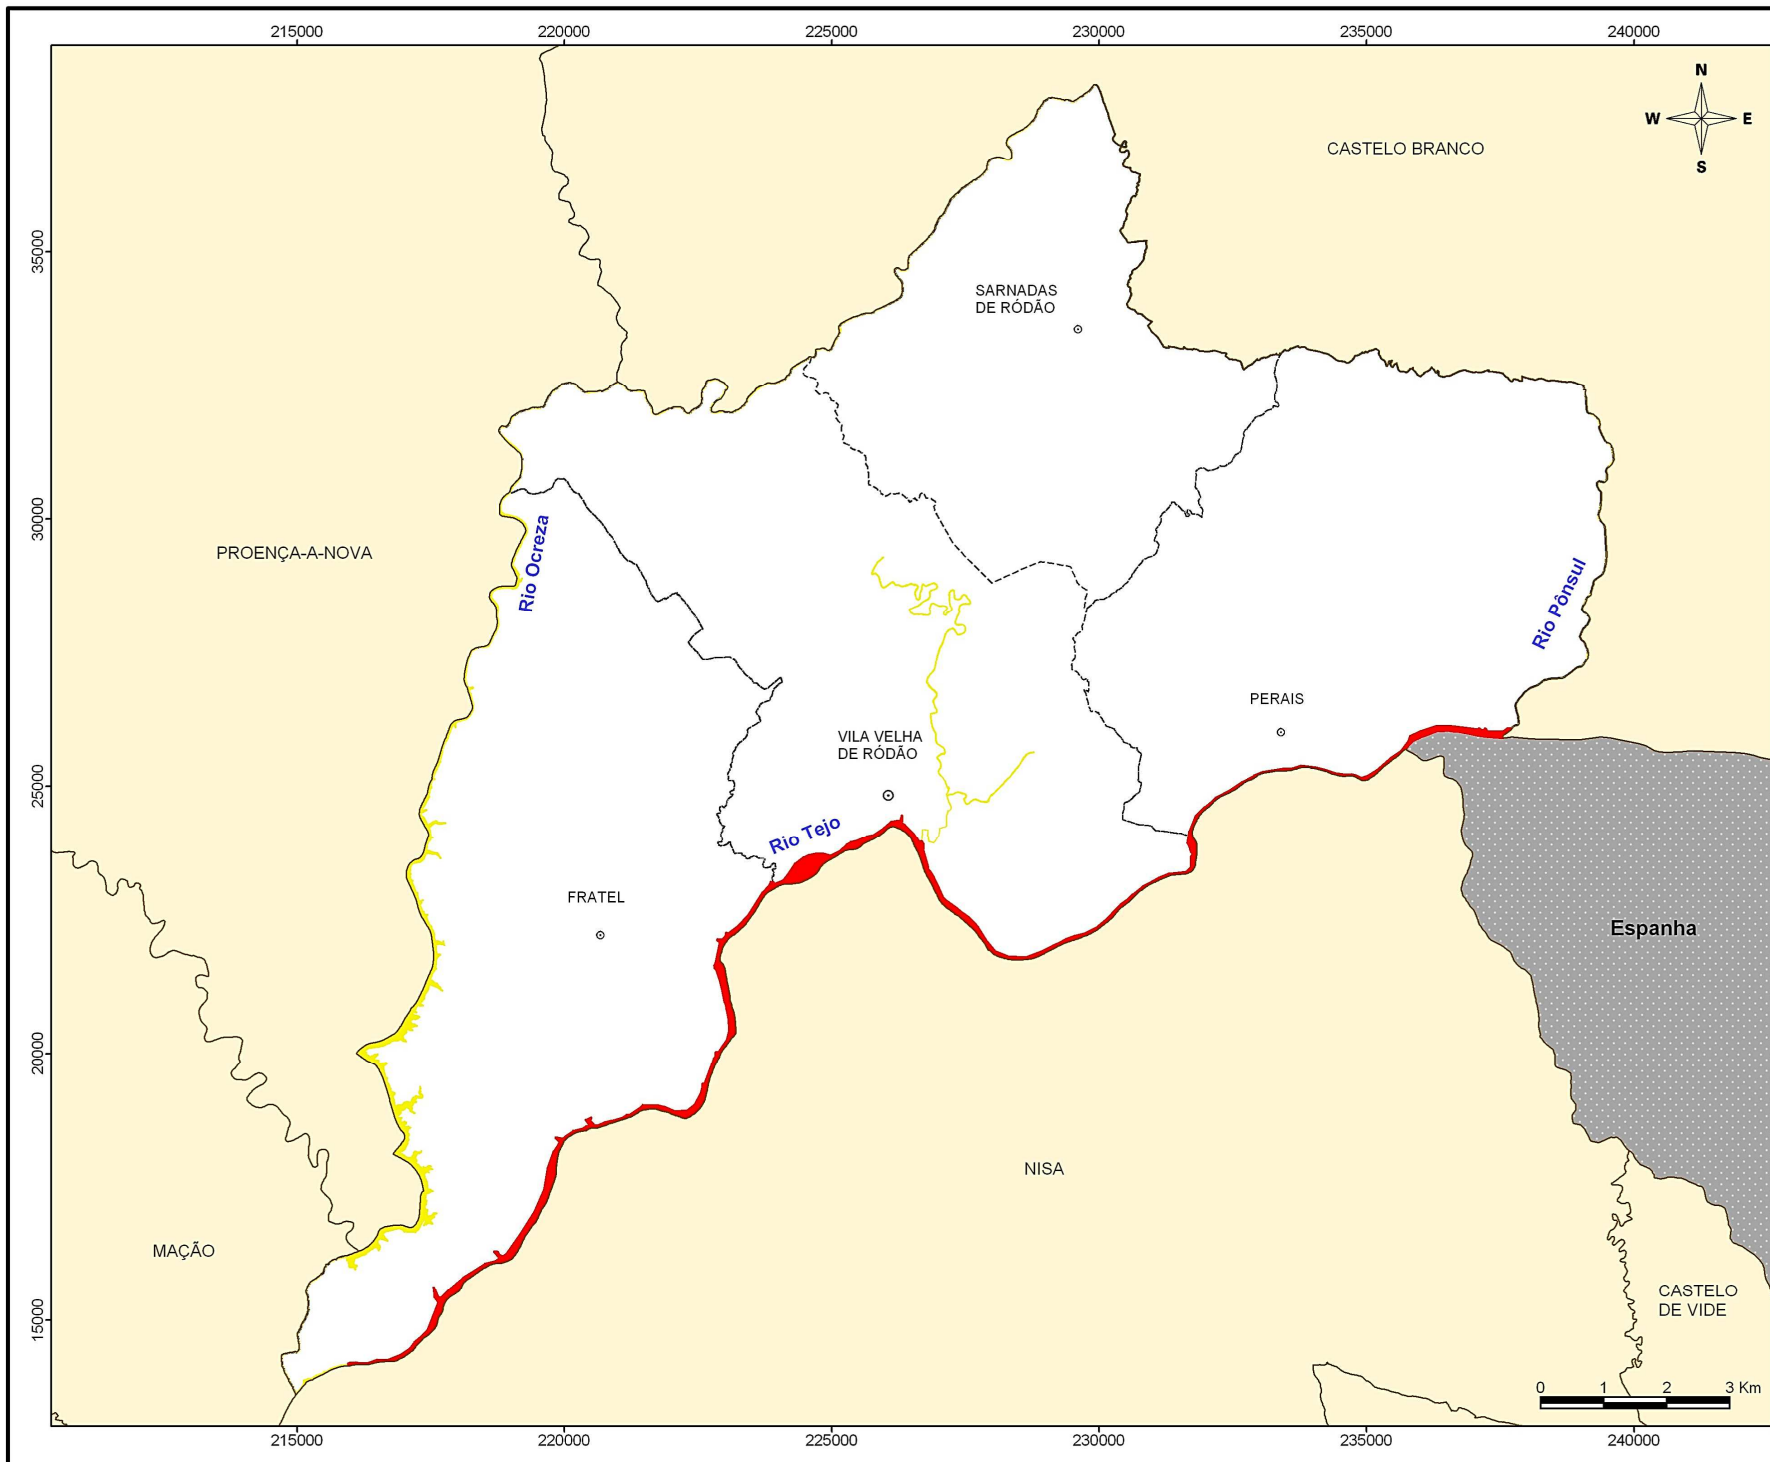 215000 220000 225000 230000 235000 240000
N
W E
S
CASTELO BRANCO
35000
SARNADAS
DE RÓDÃO
30000
Rio Ocreza
PROENÇA-A-NOVA
Rio Pônsul
PERAIS
VILA VELHA
DE RÓDÃO
25000
Rio Tejo
FRATEL
Espanha
20000
NISA
MAÇÃO
CASTELO
DE VIDE
15000
0 1 2 3 Km
215000 220000 225000 230000 235000 240000